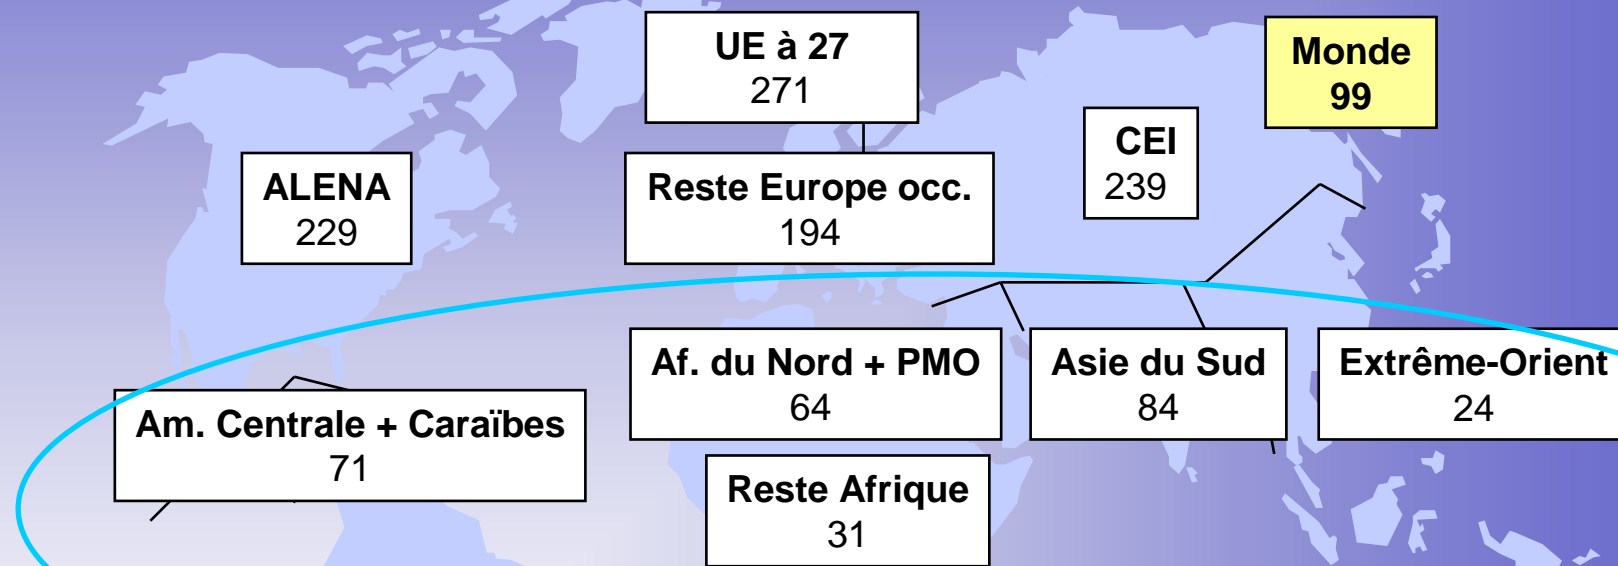 UE à 27
271
Monde
99
CEI
239
ALENA
229
Reste Europe occ.
194
Af. du Nord + PMO
64
Asie du Sud
84
Extrême-Orient
24
Am. Centrale + Caraïbes
71
Reste Afrique
31